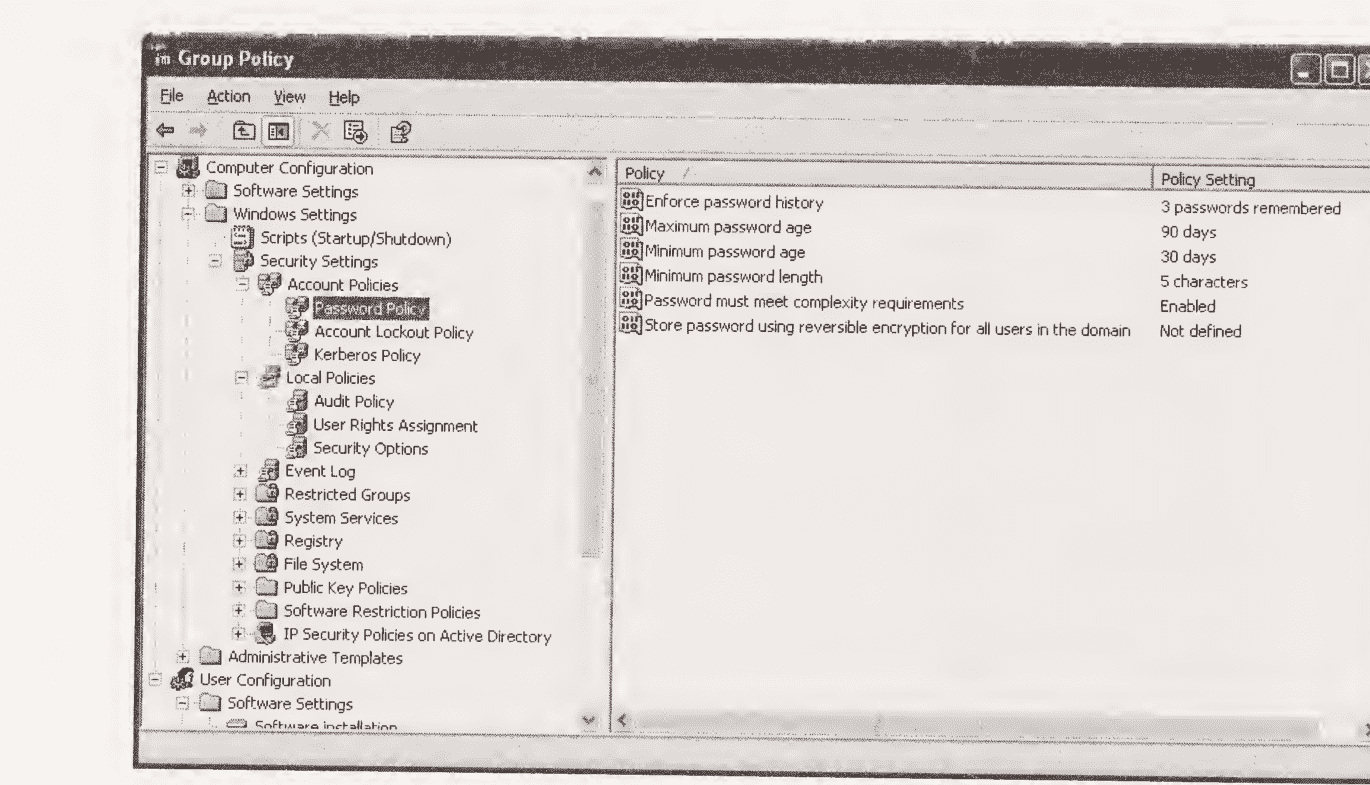 Group Policy
File Action View Help
Computer Configuration
Software Settings
Windows Settings
Scripts (Startup/Shutdown)
Security Settings
Account Policies
Password Policy
Account Lockout Policy
Kerberos Policy
Local Policies
Audit Policy
User Rights Assignment
Security Options
Event Log
Restricted Groups
System Services
Registry
File System
Public Key Policies
Software Restriction Policies
IP Security Policies on Active Directory
Administrative Templates
User Configuration
Software Settings
Software installation
Policy Policy Setting
Enforce password history 3 passwords remembered
Maximum password age 90 days
Minimum password age 30 days
Minimum password length 5 characters
Password must meet complexity requirements Enabled
Store password using reversible encryption for all users in the domain Not defined